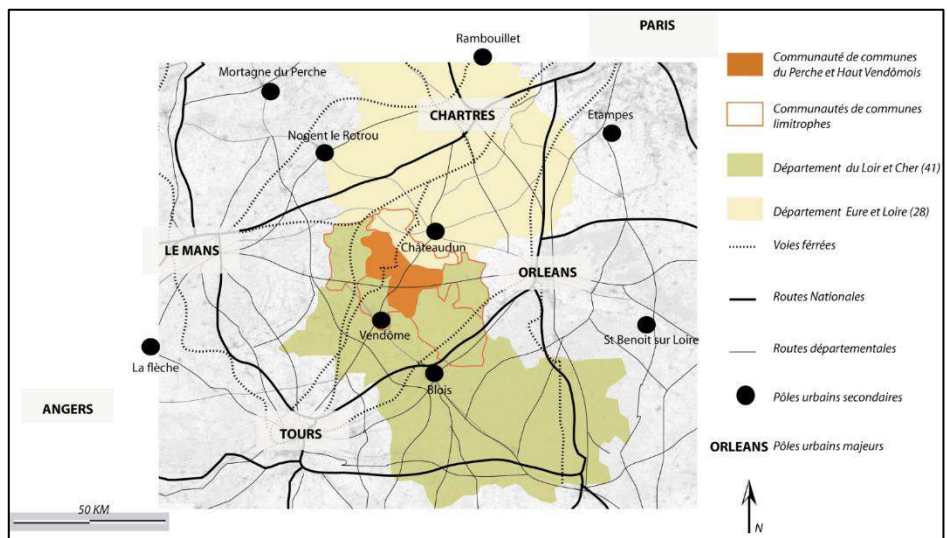 PARIS
Rambouillet
Mortagne du Perche
CHARTRES
Etampes
Nogent le Rotrou
Châteaudun
LE MANS
ORLEANS
Vendôme
St Benoit sur Loire
La flèche
Blois
ANGERS
TOURS
50 KM
Communauté de communes
du Perche et Haut Vendômois
Communautés de communes
limitrophes
Département du Loir et Cher (41)
Département Eure et Loire (28)
Voies férrées
Routes Nationales
Routes départementales
Pôles urbains secondaires
ORLEANS Pôles urbains majeurs
N